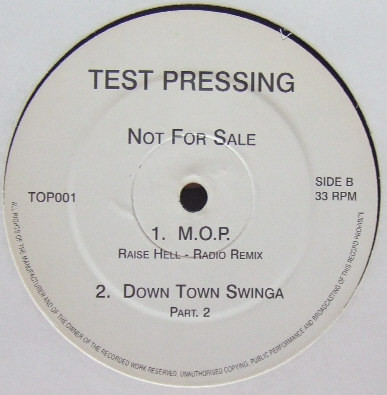 TEST PRESSING
NOT FOR SALE
TOP001
SIDE B
33 RPM
1. M.O.P.
RAISE HELL - RADIO REMIX
2. DOWN TOWN SWINGA
PART. 2
ALL RIGHTS OF THE MANUFACTURER AND OF THE OWNER OF THE RECORDED WORK RESERVED. UNAUTHORISED COPYING, PUBLIC PERFORMANCE AND BROADCASTING OF THIS RECORD PROHIBITED.